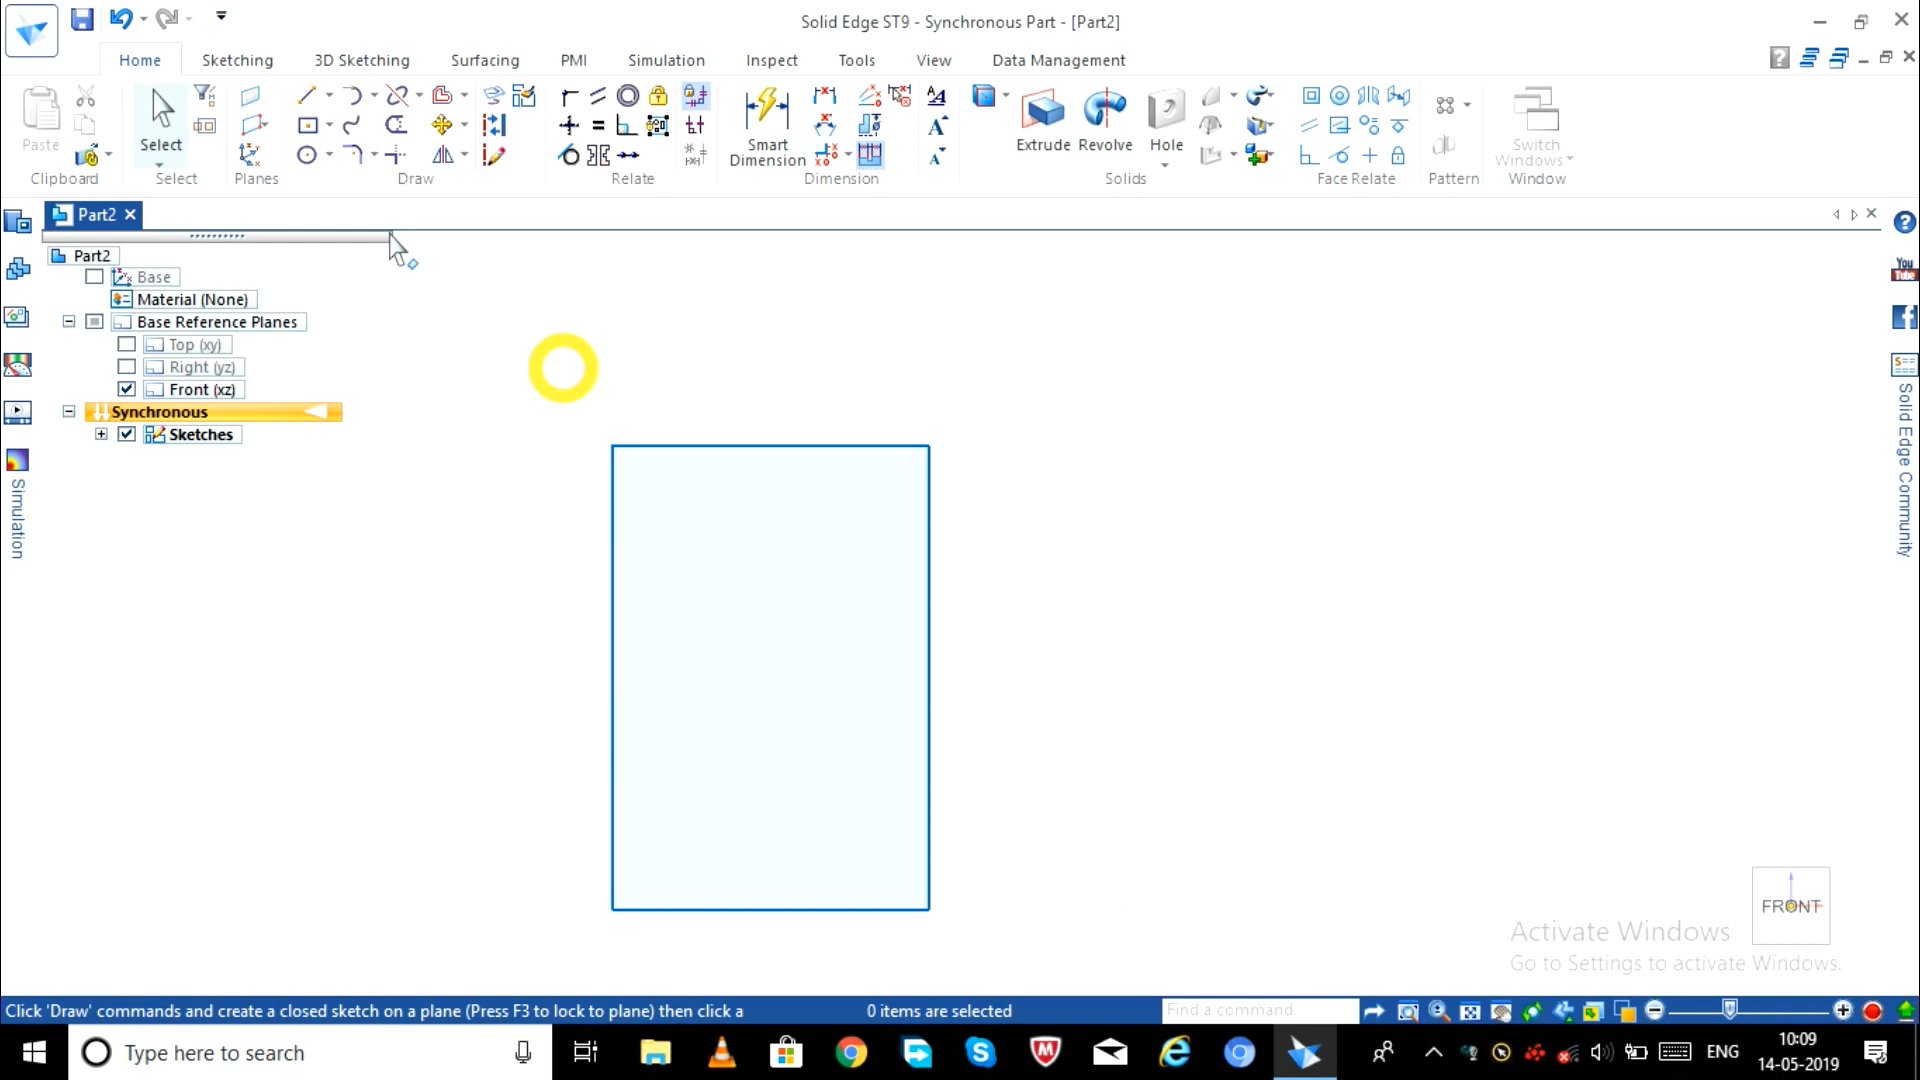 Solid Edge ST9 - Synchronous Part - [Part2]
Home
Sketching
3D Sketching
Surfacing
PMI
Simulation
Inspect
Tools
View
Data Management
Paste
Select
Smart
Dimension
Extrude
Revolve
Hole
Switch
Windows
Clipboard
Select
Planes
Draw
Relate
Dimension
Solids
Face Relate
Pattern
Window
Part2
Part2
Base
Material (None)
Base Reference Planes
Top (xy)
Right (yz)
Front (xz)
Synchronous
Sketches
Simulation
You
Tube
Solid Edge Community
FRONT
Activate Windows
Go to Settings to activate Windows.
Click 'Draw' commands and create a closed sketch on a plane (Press F3 to lock to plane) then click a
0 items are selected
Find a command
Type here to search
ENG
10:09
14-05-2019